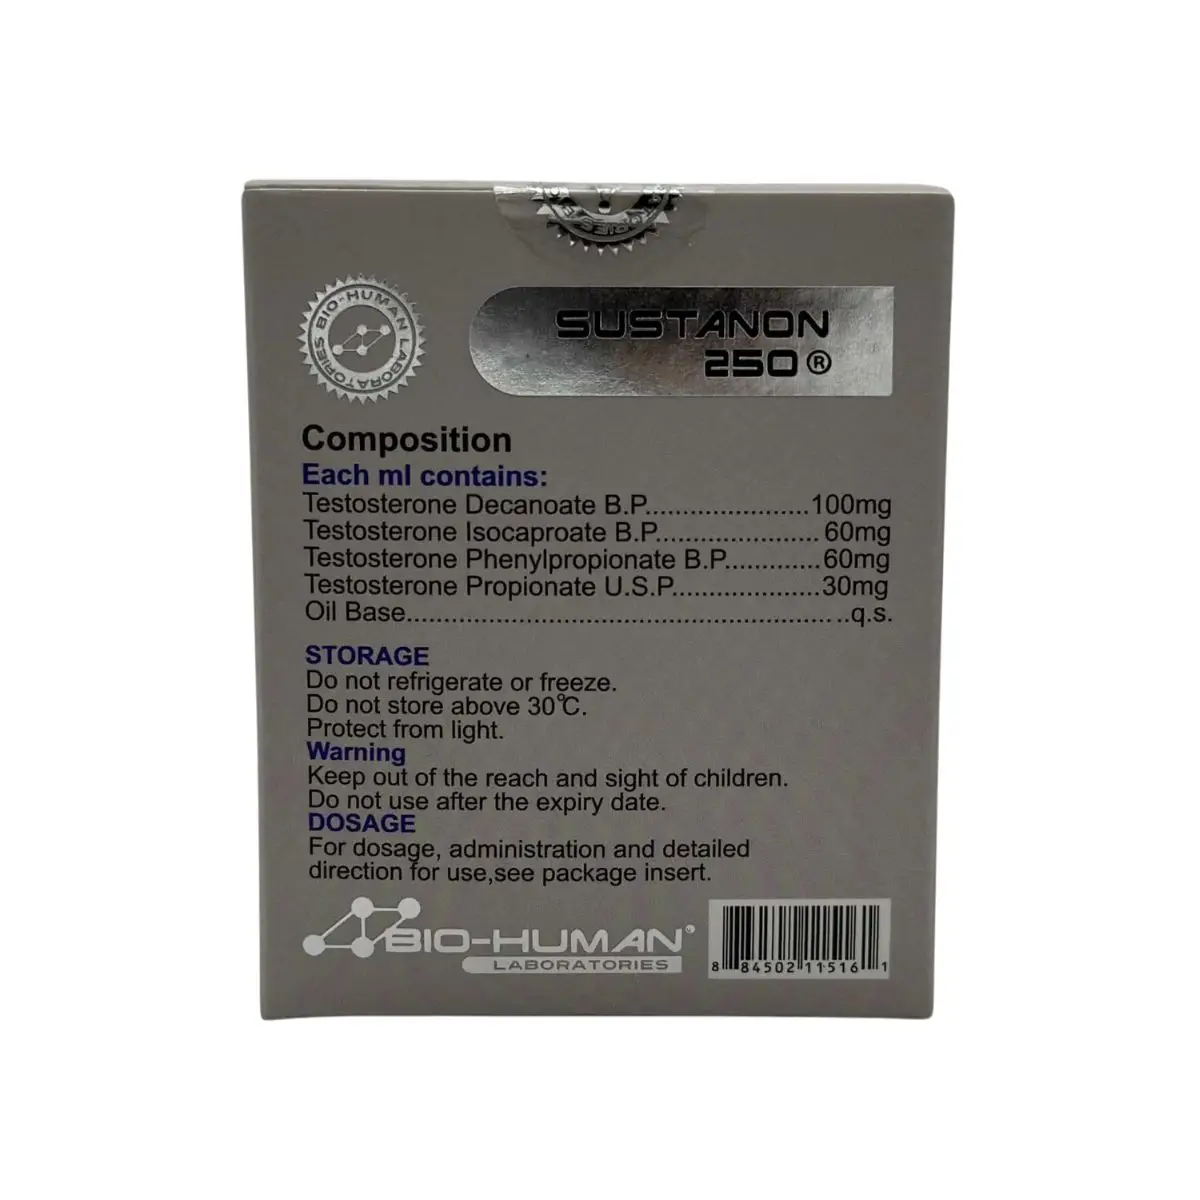 BIO-HUMAN LABORATORIES
SUSTANON
250®
Composition
Each ml contains:
Testosterone Decanoate B.P......................100mg
Testosterone Isocaproate B.P...................... 60mg
Testosterone Phenylpropionate B.P.............60mg
Testosterone Propionate U.S.P....................30mg
Oil Base........................................................ ..q.s.
STORAGE
Do not refrigerate or freeze.
Do not store above 30°C.
Protect from light.
Warning
Keep out of the reach and sight of children.
Do not use after the expiry date.
DOSAGE
For dosage, administration and detailed
direction for use,see package insert.
BIO-HUMAN®
LABORATORIES
8 84502 11516 1